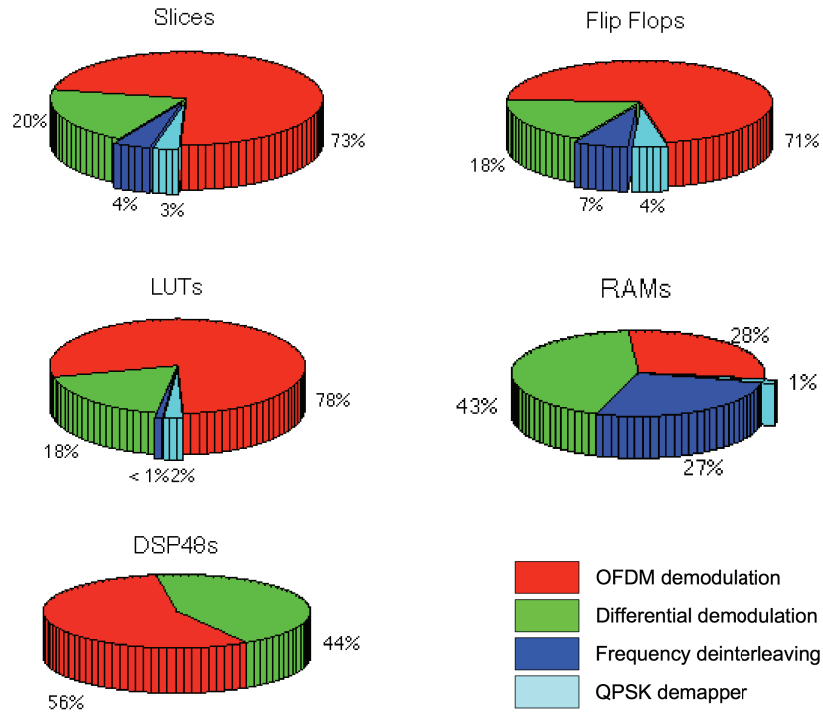 Slices
20%
73%
4%
3%
Flip Flops
18%
71%
7%
4%
LUTs
18%
78%
< 1%
2%
RAMs
28%
1%
43%
27%
DSP48s
44%
56%
OFDM demodulation
Differential demodulation
Frequency deinterleaving
QPSK demapper